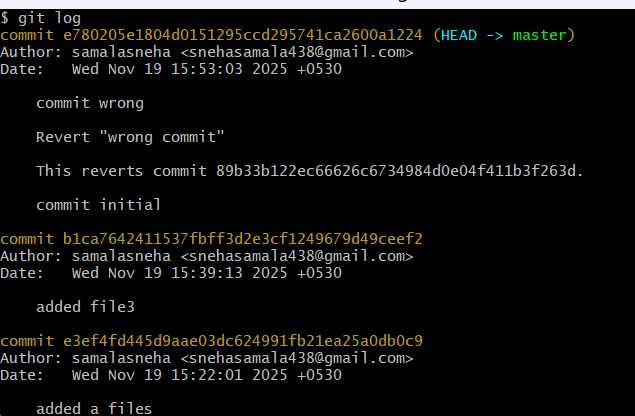 $ git log
commit e780205e1804d0151295ccd295741ca2600a1224 (HEAD -> master)
Author: samalasneha <snehasamala438@gmail.com>
Date:   Wed Nov 19 15:53:03 2025 +0530
    commit wrong
    Revert "wrong commit"
    This reverts commit 89b33b122ec66626c6734984d0e04f411b3f263d.
    commit initial
commit b1ca7642411537fbff3d2e3cf1249679d49ceef2
Author: samalasneha <snehasamala438@gmail.com>
Date:   Wed Nov 19 15:39:13 2025 +0530
    added file3
commit e3ef4fd445d9aae03dc624991fb21ea25a0db0c9
Author: samalasneha <snehasamala438@gmail.com>
Date:   Wed Nov 19 15:22:01 2025 +0530
    added a files